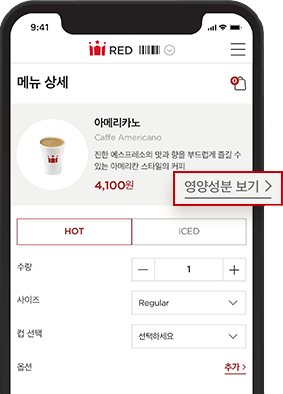 9:41
RED
메뉴 상세
0
아메리카노
Caffe Americano
진한 에스프레소의 맛과 향을 부드럽게 즐길 수
있는 아메리칸 스타일의 커피
4,100원
영양성분 보기 >
HOT
ICED
수량
— 1 +
사이즈
Regular
컵 선택
선택하세요
옵션
추가 >